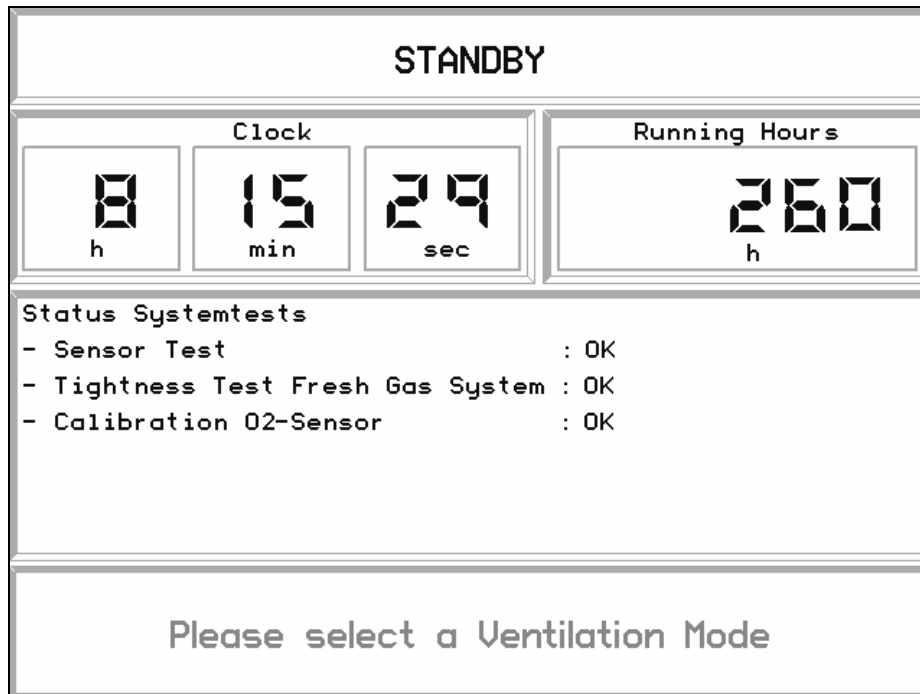 STANDBY
Clock
8 15 29
h min sec
Running Hours
260
h
Status Systemtests
- Sensor Test : OK
- Tightness Test Fresh Gas System : OK
- Calibration O2-Sensor : OK
Please select a Ventilation Mode